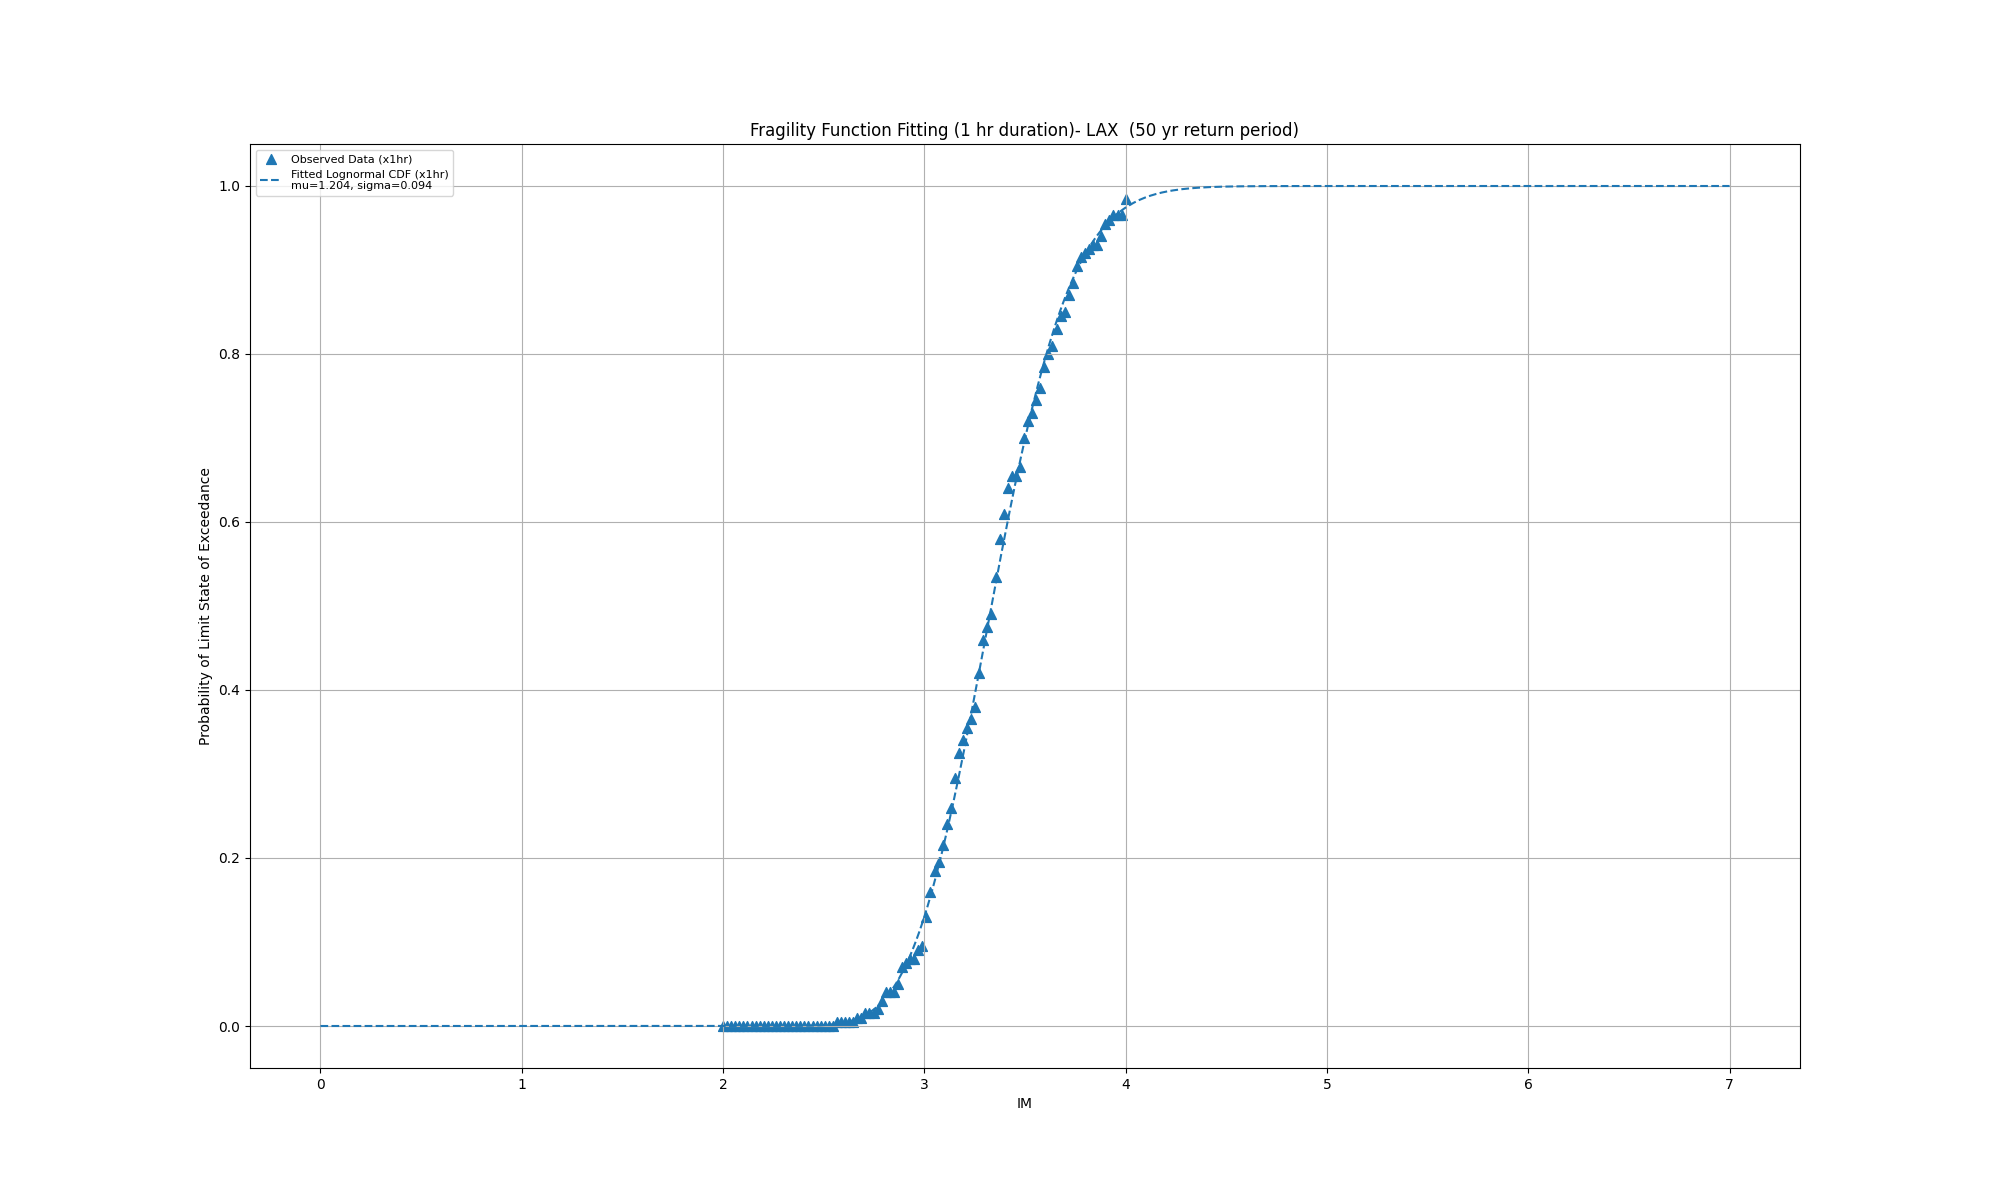 Fragility Function Fitting (1 hr duration)- LAX  (50 yr return period)
Observed Data (x1hr)
Fitted Lognormal CDF (x1hr)
mu=1.204, sigma=0.094
1.0
0.8
0.6
0.4
0.2
0.0
Probability of Limit State of Exceedance
0 1 2 3 4 5 6 7
IM